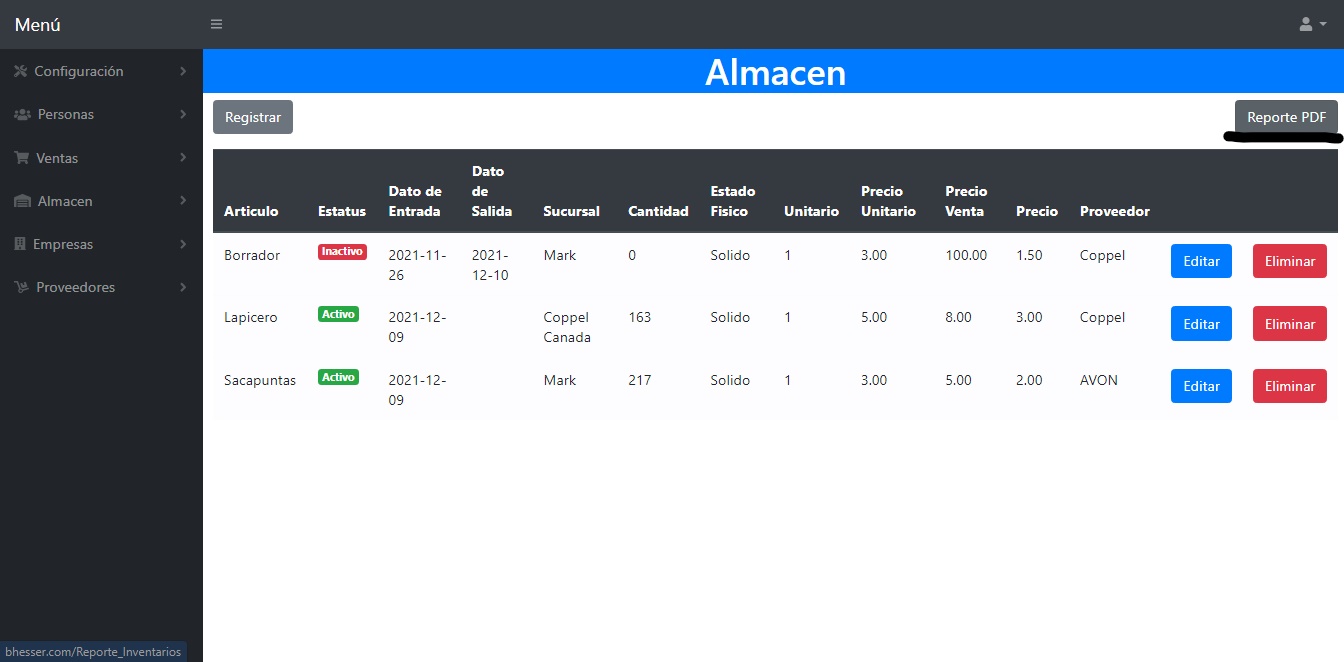 Menú
Configuración
Personas
Ventas
Almacen
Empresas
Proveedores
Almacen
Registrar
Reporte PDF
Articulo Estatus Dato de Entrada Dato de Salida Sucursal Cantidad Estado Fisico Unitario Precio Unitario Precio Venta Precio Proveedor
Borrador Inactivo 2021-11-26 2021-12-10 Mark 0 Solido 1 3.00 100.00 1.50 Coppel Editar Eliminar
Lapicero Activo 2021-12-09 Coppel Canada 163 Solido 1 5.00 8.00 3.00 Coppel Editar Eliminar
Sacapuntas Activo 2021-12-09 Mark 217 Solido 1 3.00 5.00 2.00 AVON Editar Eliminar
bhesser.com/Reporte_Inventarios